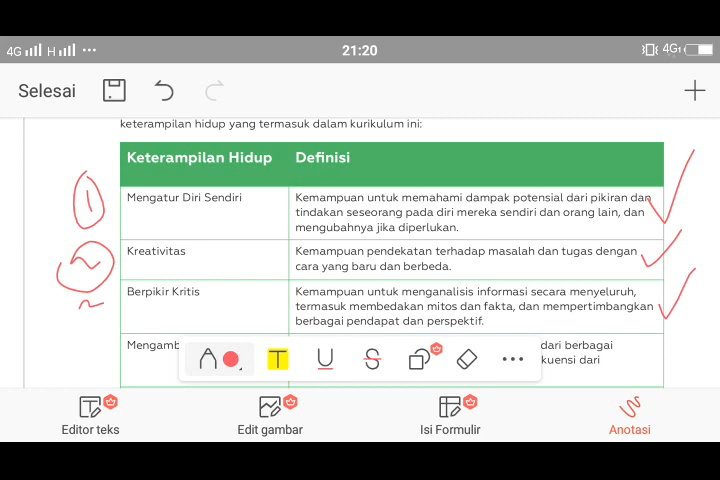 4G H 21:20 4G
Selesai
keterampilan hidup yang termasuk dalam kurikulum ini:
Keterampilan Hidup Definisi
1
Mengatur Diri Sendiri Kemampuan untuk memahami dampak potensial dari pikiran dan
tindakan seseorang pada diri mereka sendiri dan orang lain, dan
mengubahnya jika diperlukan.
Kreativitas Kemampuan pendekatan terhadap masalah dan tugas dengan
cara yang baru dan berbeda.
Berpikir Kritis Kemampuan untuk menganalisis informasi secara menyeluruh,
termasuk membedakan mitos dan fakta, dan mempertimbangkan
berbagai pendapat dan perspektif.
Mengamb dari berbagai
kuensi dari
T U S
Editor teks Edit gambar Isi Formulir Anotasi